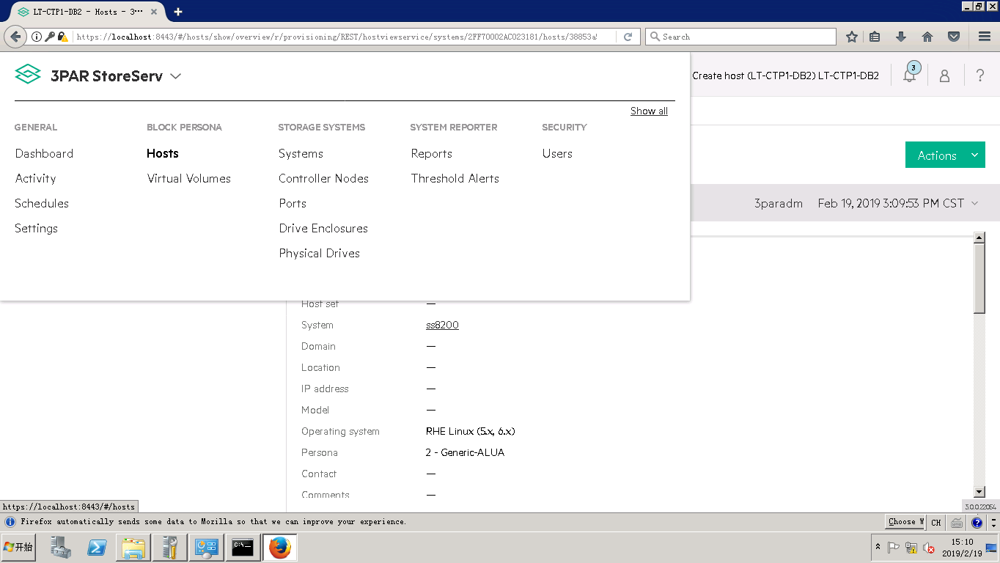 LT-CTP1-DB2 - Hosts - 3···
https://localhost:8443/#/hosts/show/overview/r/provisioning/REST/hostviewservice/systems/2FF70002AC023181/hosts/38853a
Search
3PAR StoreServ
Create host (LT-CTP1-DB2) LT-CTP1-DB2
3
?
Show all
GENERAL
Dashboard
Activity
Schedules
Settings
BLOCK PERSONA
Hosts
Virtual Volumes
STORAGE SYSTEMS
Systems
Controller Nodes
Ports
Drive Enclosures
Physical Drives
SYSTEM REPORTER
Reports
Threshold Alerts
SECURITY
Users
Actions
3paradm Feb 19, 2019 3:09:53 PM CST
Host set —
System ss8200
Domain —
Location —
IP address —
Model —
Operating system RHE Linux (5.x, 6.x)
Persona 2 - Generic-ALUA
Contact —
Comments —
https://localhost:8443/#/hosts
3.0.0.22054
Firefox automatically sends some data to Mozilla so that we can improve your experience.
Choose W
CH
开始
C:\
15:10
2019/2/19